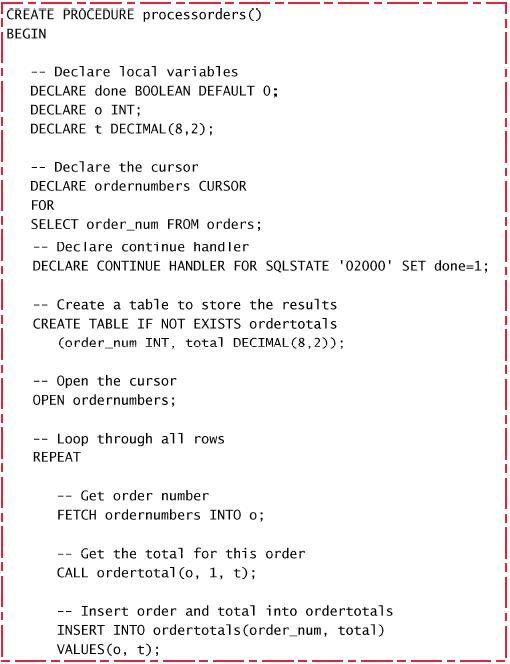 CREATE PROCEDURE processorders()
BEGIN
-- Declare local variables
DECLARE done BOOLEAN DEFAULT 0;
DECLARE o INT;
DECLARE t DECIMAL(8,2);
-- Declare the cursor
DECLARE ordernumbers CURSOR
FOR
SELECT order_num FROM orders;
-- Declare continue handler
DECLARE CONTINUE HANDLER FOR SQLSTATE '02000' SET done=1;
-- Create a table to store the results
CREATE TABLE IF NOT EXISTS ordertotals
(order_num INT, total DECIMAL(8,2));
-- Open the cursor
OPEN ordernumbers;
-- Loop through all rows
REPEAT
-- Get order number
FETCH ordernumbers INTO o;
-- Get the total for this order
CALL ordertotal(o, 1, t);
-- Insert order and total into ordertotals
INSERT INTO ordertotals(order_num, total)
VALUES(o, t);